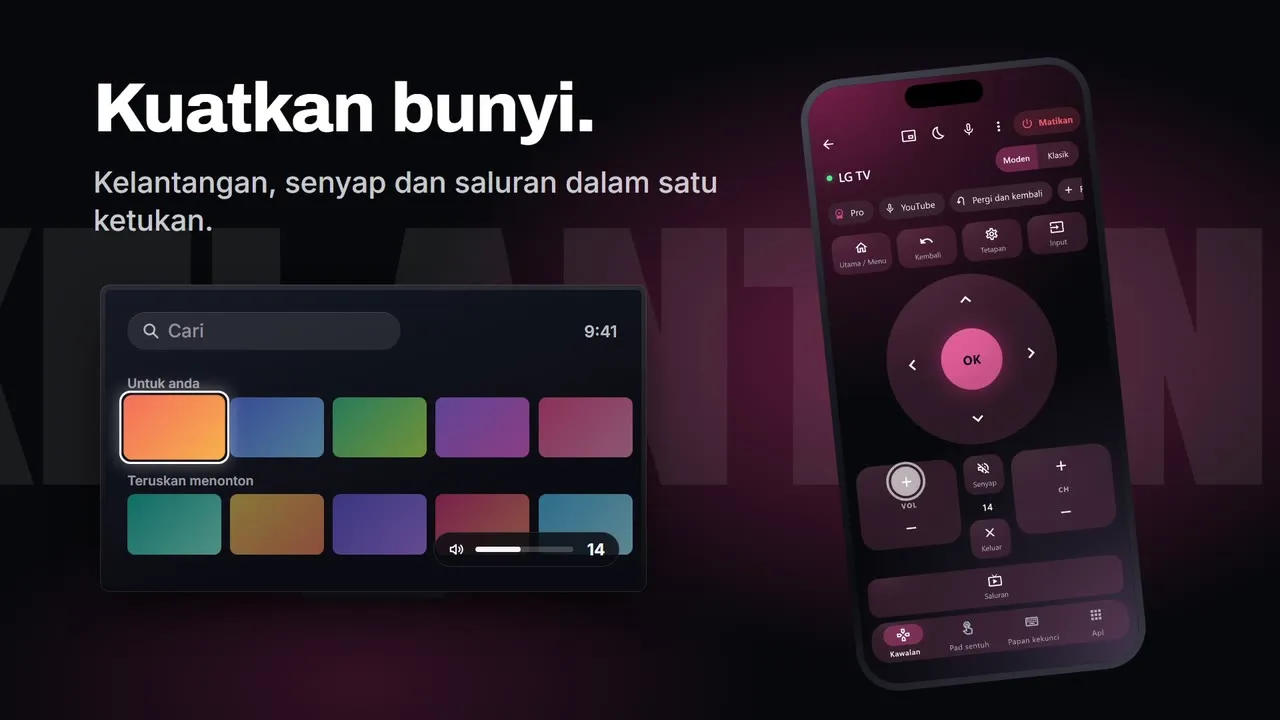 Kuatkan bunyi.
Kelantangan, senyap dan saluran dalam satu
ketukan.
Cari
9:41
Untuk anda
Teruskan menonton
14
Matikan
Moden
Klasik
LG TV
Pro
YouTube
Pergi dan kembali
Utama / Menu
Kembali
Tetapan
Input
OK
VOL
Senyap
14
Keluar
CH
Saluran
Kawalan
Pad sentuh
Papan kekunci
Apl